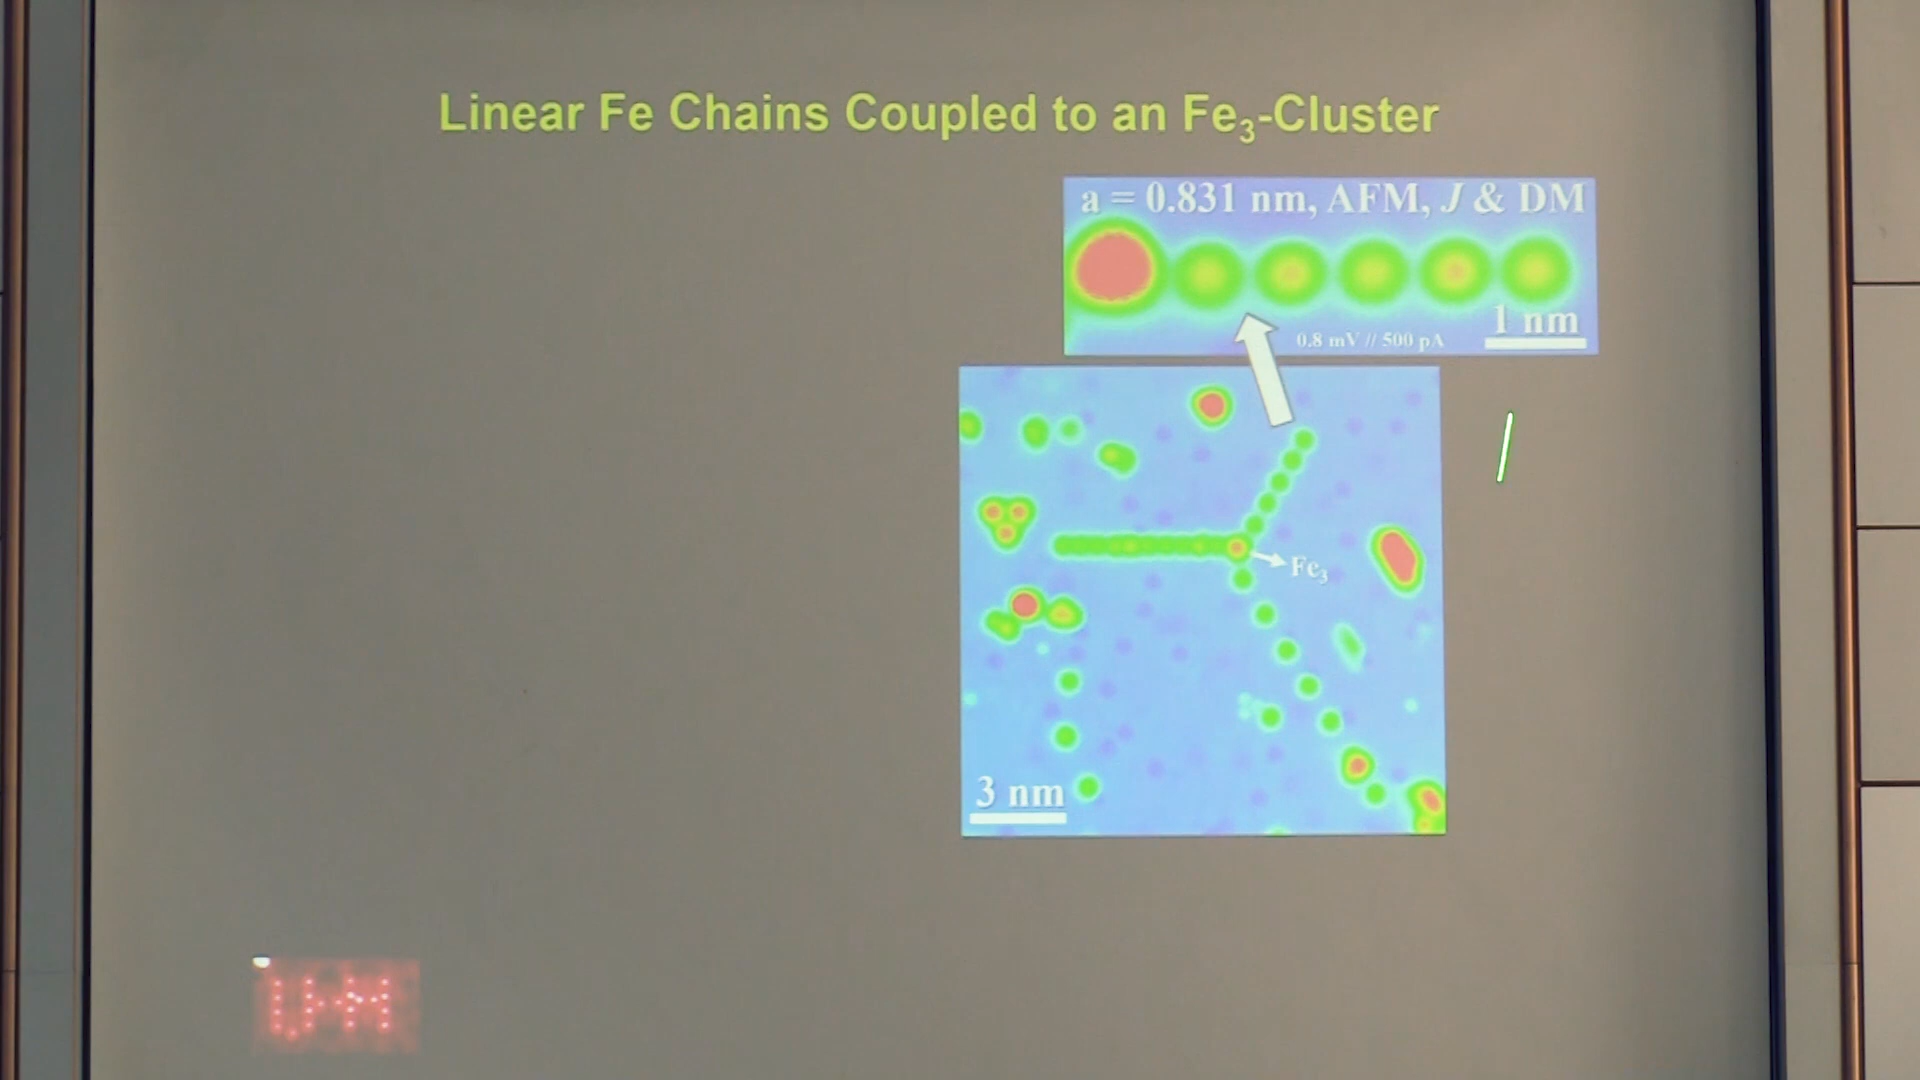 Linear Fe Chains Coupled to an Fe₃-Cluster
a = 0.831 nm, AFM, J & DM
0.8 mV // 500 pA
1 nm
Fe₃
3 nm